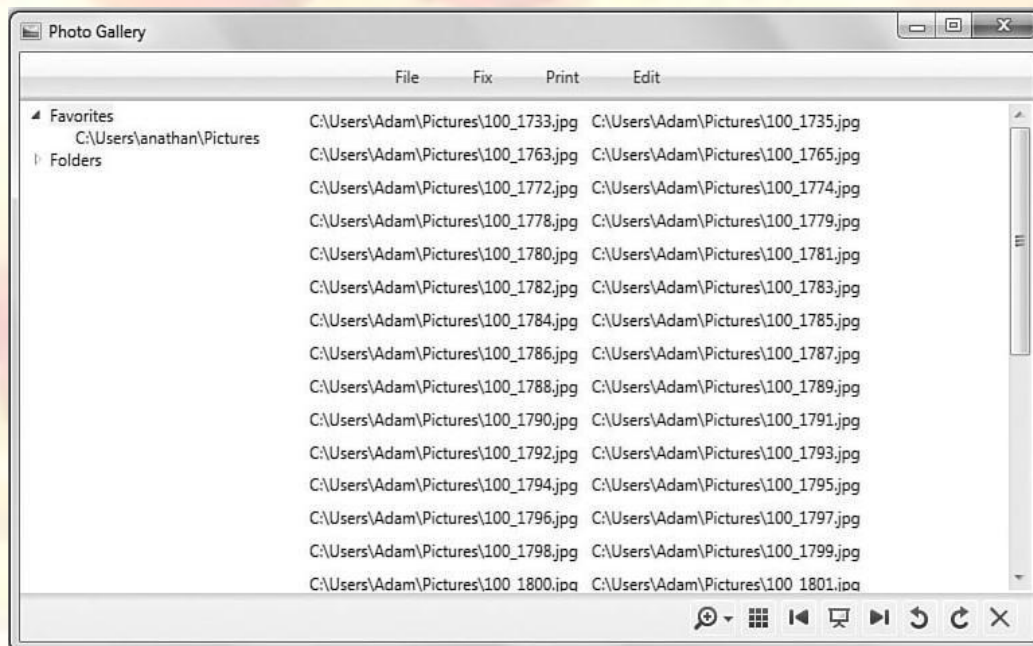 Photo Gallery
File Fix Print Edit
Favorites
C:\Users\anathan\Pictures
Folders
C:\Users\Adam\Pictures\100_1733.jpg C:\Users\Adam\Pictures\100_1735.jpg
C:\Users\Adam\Pictures\100_1763.jpg C:\Users\Adam\Pictures\100_1765.jpg
C:\Users\Adam\Pictures\100_1772.jpg C:\Users\Adam\Pictures\100_1774.jpg
C:\Users\Adam\Pictures\100_1778.jpg C:\Users\Adam\Pictures\100_1779.jpg
C:\Users\Adam\Pictures\100_1780.jpg C:\Users\Adam\Pictures\100_1781.jpg
C:\Users\Adam\Pictures\100_1782.jpg C:\Users\Adam\Pictures\100_1783.jpg
C:\Users\Adam\Pictures\100_1784.jpg C:\Users\Adam\Pictures\100_1785.jpg
C:\Users\Adam\Pictures\100_1786.jpg C:\Users\Adam\Pictures\100_1787.jpg
C:\Users\Adam\Pictures\100_1788.jpg C:\Users\Adam\Pictures\100_1789.jpg
C:\Users\Adam\Pictures\100_1790.jpg C:\Users\Adam\Pictures\100_1791.jpg
C:\Users\Adam\Pictures\100_1792.jpg C:\Users\Adam\Pictures\100_1793.jpg
C:\Users\Adam\Pictures\100_1794.jpg C:\Users\Adam\Pictures\100_1795.jpg
C:\Users\Adam\Pictures\100_1796.jpg C:\Users\Adam\Pictures\100_1797.jpg
C:\Users\Adam\Pictures\100_1798.jpg C:\Users\Adam\Pictures\100_1799.jpg
C:\Users\Adam\Pictures\100_1800.jpg C:\Users\Adam\Pictures\100_1801.jpg